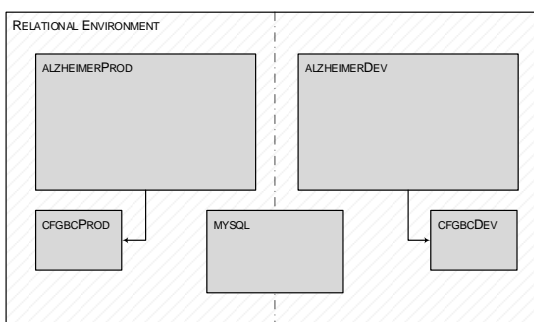 RELATIONAL ENVIRONMENT
ALZHEIMERPROD
ALZHEIMERDEV
CFGBCPROD
MYSQL
CFGBCDEV